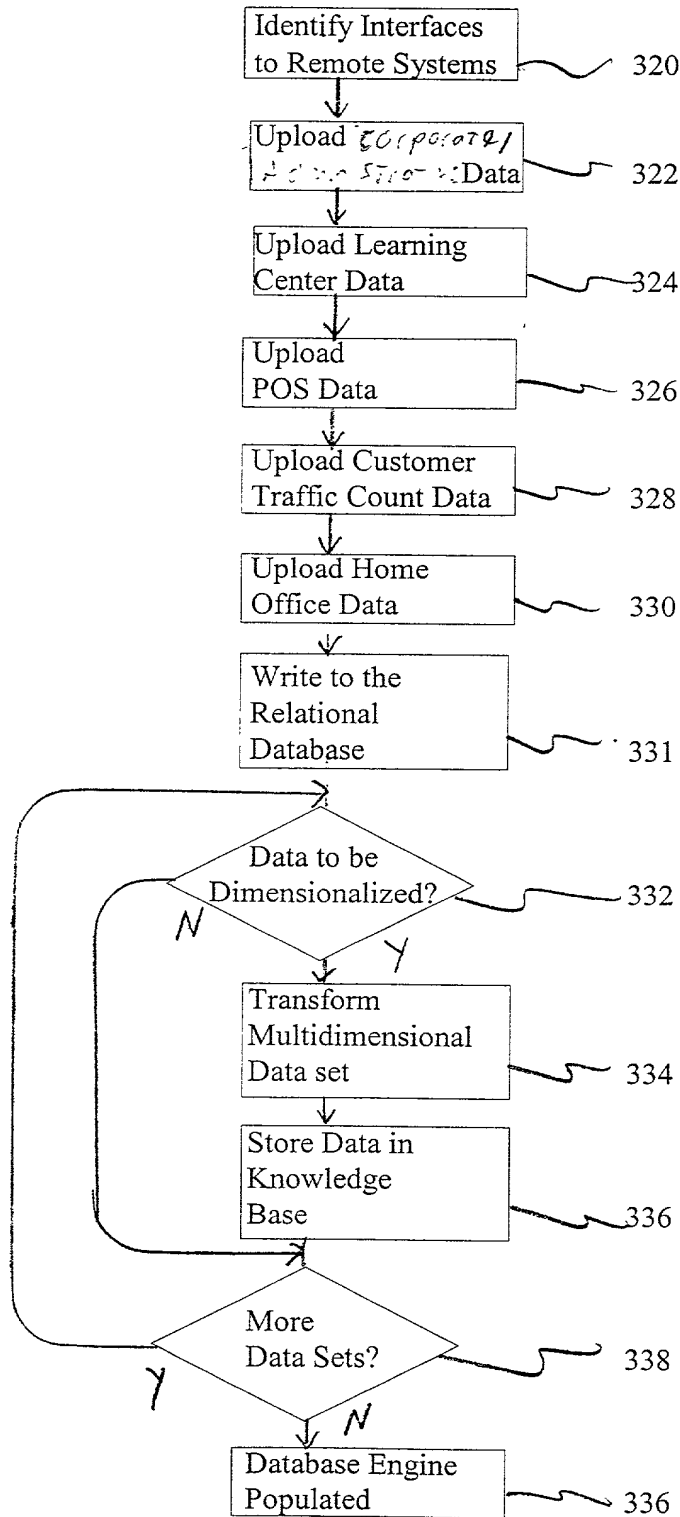 Identify Interfaces
to Remote Systems
320
Upload Corporate/
Data
322
Upload Learning
Center Data
324
Upload
POS Data
326
Upload Customer
Traffic Count Data
328
Upload Home
Office Data
330
Write to the
Relational
Database
331
Data to be
Dimensionalized?
332
N
Y
Transform
Multidimensional
Data set
334
Store Data in
Knowledge
Base
336
More
Data Sets?
338
Y
N
Database Engine
Populated
336